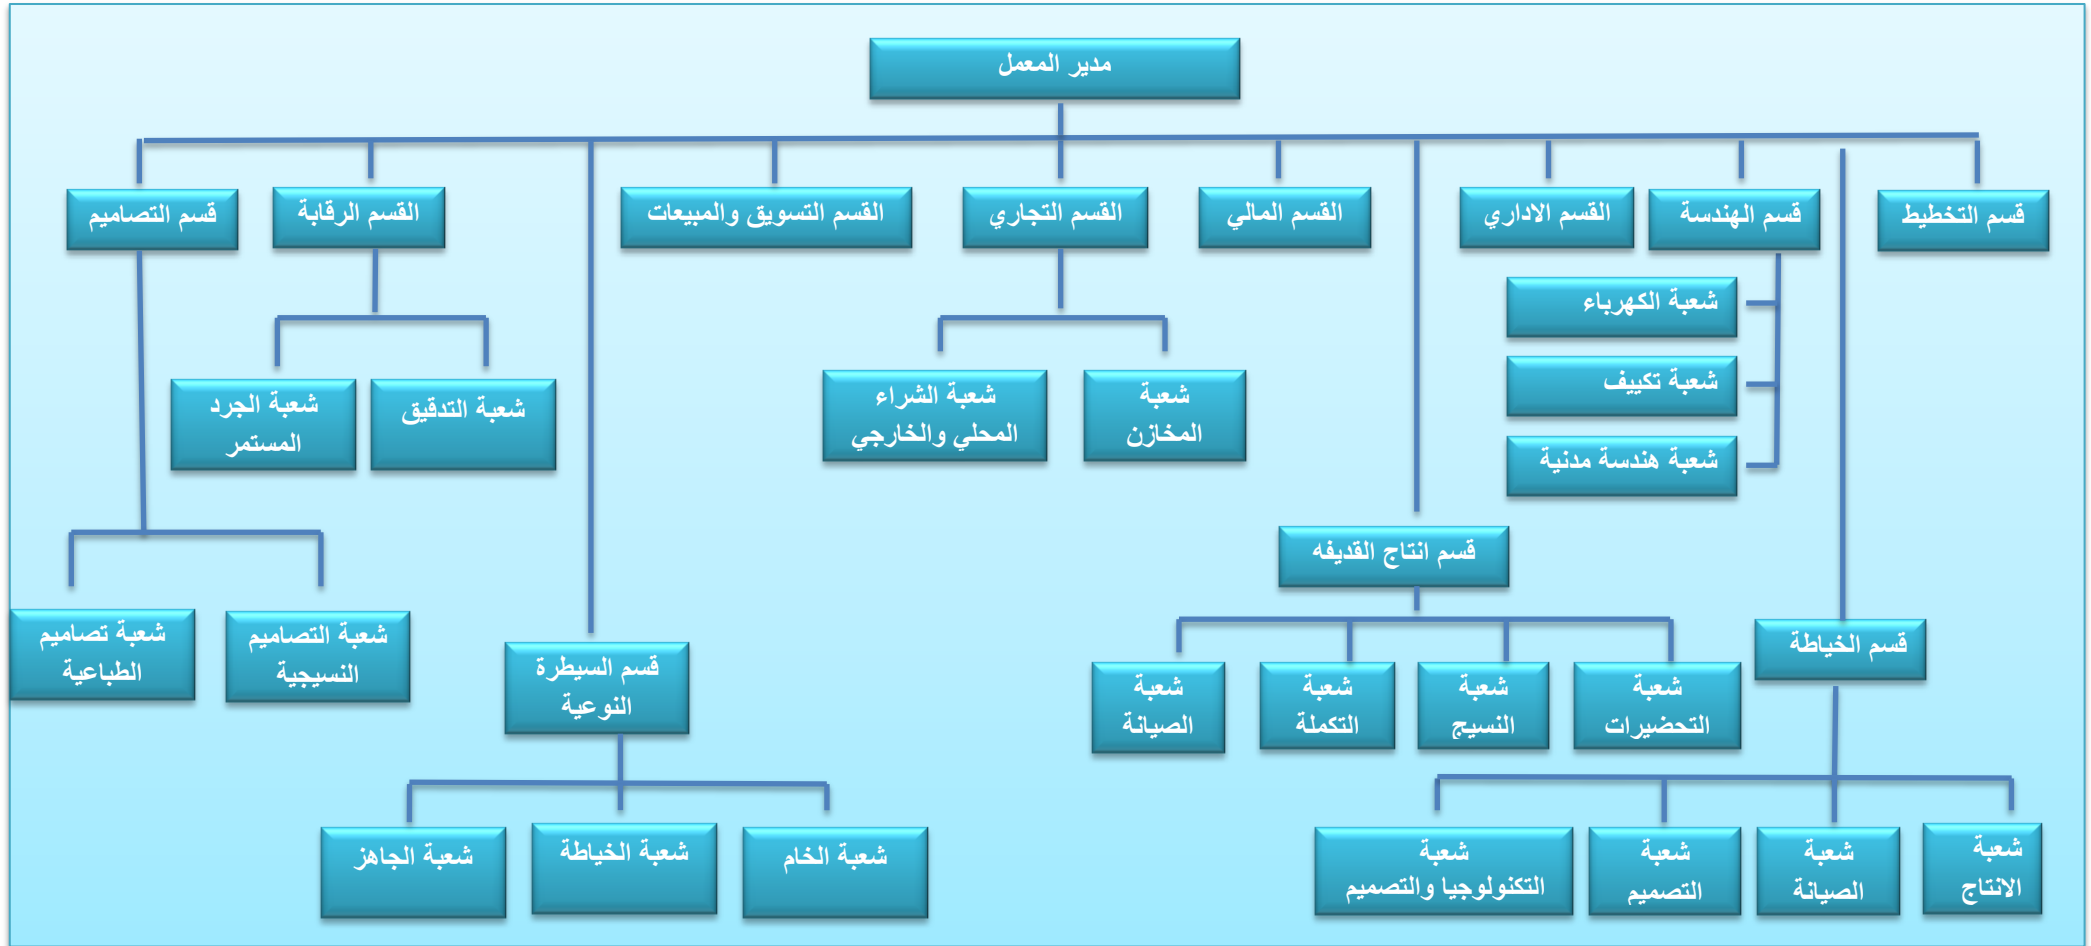 مدير المعمل
قسم التخطيط
قسم الهندسة
القسم الاداري
القسم المالي
القسم التجاري
القسم التسويق والمبيعات
القسم الرقابة
قسم التصاميم
شعبة الكهرباء
شعبة تكييف
شعبة هندسة مدنية
شعبة
المخازن
شعبة الشراء
المحلي والخارجي
شعبة التدقيق
شعبة الجرد
المستمر
قسم انتاج القديفه
قسم الخياطة
شعبة
التحضيرات
شعبة
النسيج
شعبة
التكملة
شعبة
الصيانة
قسم السيطرة
النوعية
شعبة التصاميم
النسيجية
شعبة تصاميم
الطباعية
شعبة
الانتاج
شعبة
الصيانة
شعبة
التصميم
شعبة
التكنولوجيا والتصميم
شعبة الخام
شعبة الخياطة
شعبة الجاهز